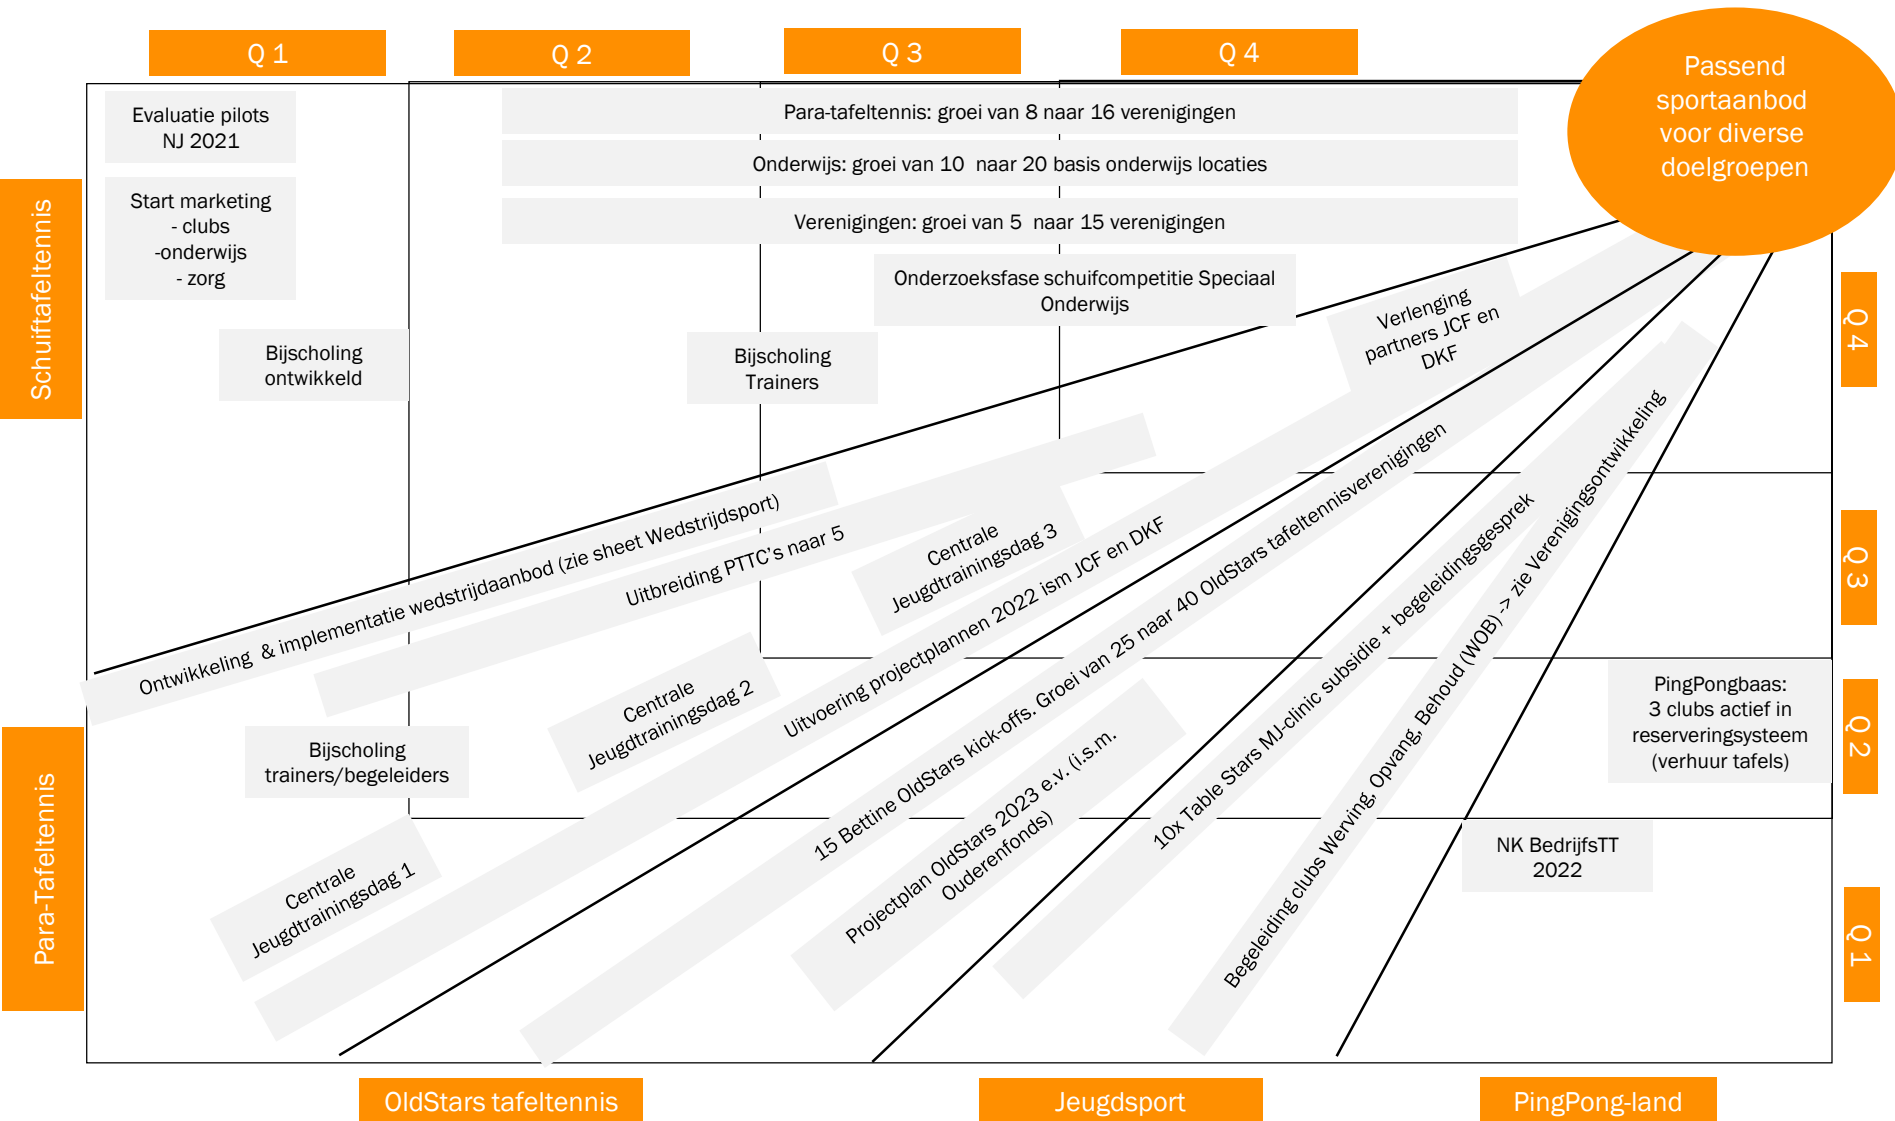 Q 1
Q 2
Q 3
Q 4
Passend
sportaanbod
voor diverse
doelgroepen
Schuiftafeltennis
Evaluatie pilots
NJ 2021
Start marketing
- clubs
-onderwijs
- zorg
Bijscholing
ontwikkeld
Para-tafeltennis: groei van 8 naar 16 verenigingen
Onderwijs: groei van 10  naar 20 basis onderwijs locaties
Verenigingen: groei van 5  naar 15 verenigingen
Onderzoeksfase schuifcompetitie Speciaal
Onderwijs
Bijscholing
Trainers
Para-Tafeltennis
Ontwikkeling  & implementatie wedstrijdaanbod (zie sheet Wedstrijdsport)
Uitbreiding PTTC's naar 5
Verlenging
partners JCF en
DKF
Centrale
Jeugdtrainingsdag 3
Centrale
Jeugdtrainingsdag 2
Bijscholing
trainers/begeleiders
Centrale
Jeugdtrainingsdag 1
Uitvoering projectplannen 2022 ism JCF en DKF
15 Bettine OldStars kick-offs. Groei van 25 naar 40 OldStars tafeltennisverenigingen
Projectplan OldStars 2023 e.v. (i.s.m.
Ouderenfonds)
10x Table Stars MJ-clinic subsidie + begeleidingsgesprek
Begeleiding clubs Werving, Opvang, Behoud (WOB) -> zie Verenigingsontwikkeling
PingPongbaas:
3 clubs actief in
reserveringsysteem
(verhuur tafels)
NK BedrijfsTT
2022
Q 4
Q 3
Q 2
Q 1
OldStars tafeltennis
Jeugdsport
PingPong-land